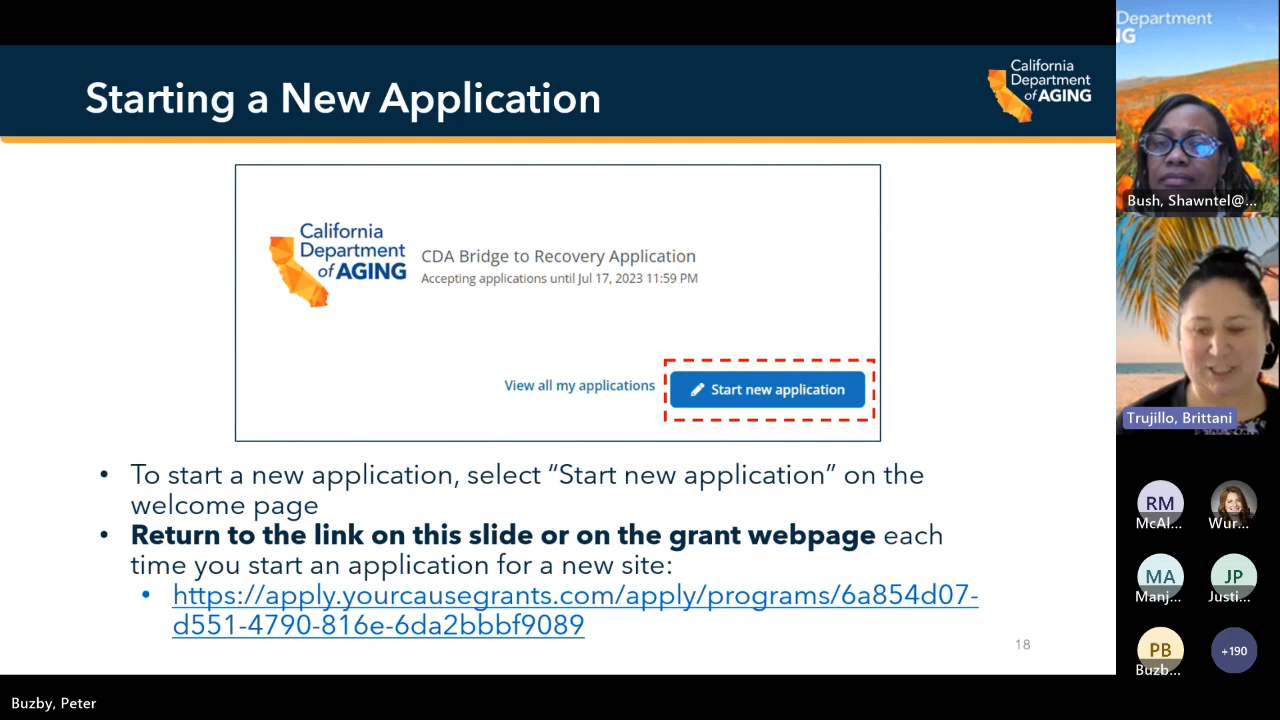 Starting a New Application
California
Department
of AGING
California
Department
of AGING
CDA Bridge to Recovery Application
Accepting applications until Jul 17, 2023 11:59 PM
View all my applications
Start new application
• To start a new application, select “Start new application” on the
welcome page
• Return to the link on this slide or on the grant webpage each
time you start an application for a new site:
• https://apply.yourcausegrants.com/apply/programs/6a854d07-
d551-4790-816e-6da2bbbf9089
18
Department
NG
Bush, Shawntel@...
Trujillo, Brittani
RM
McAl...
Wur...
MA
Manj...
JP
Justi...
PB
Buzb...
+190
Buzby, Peter